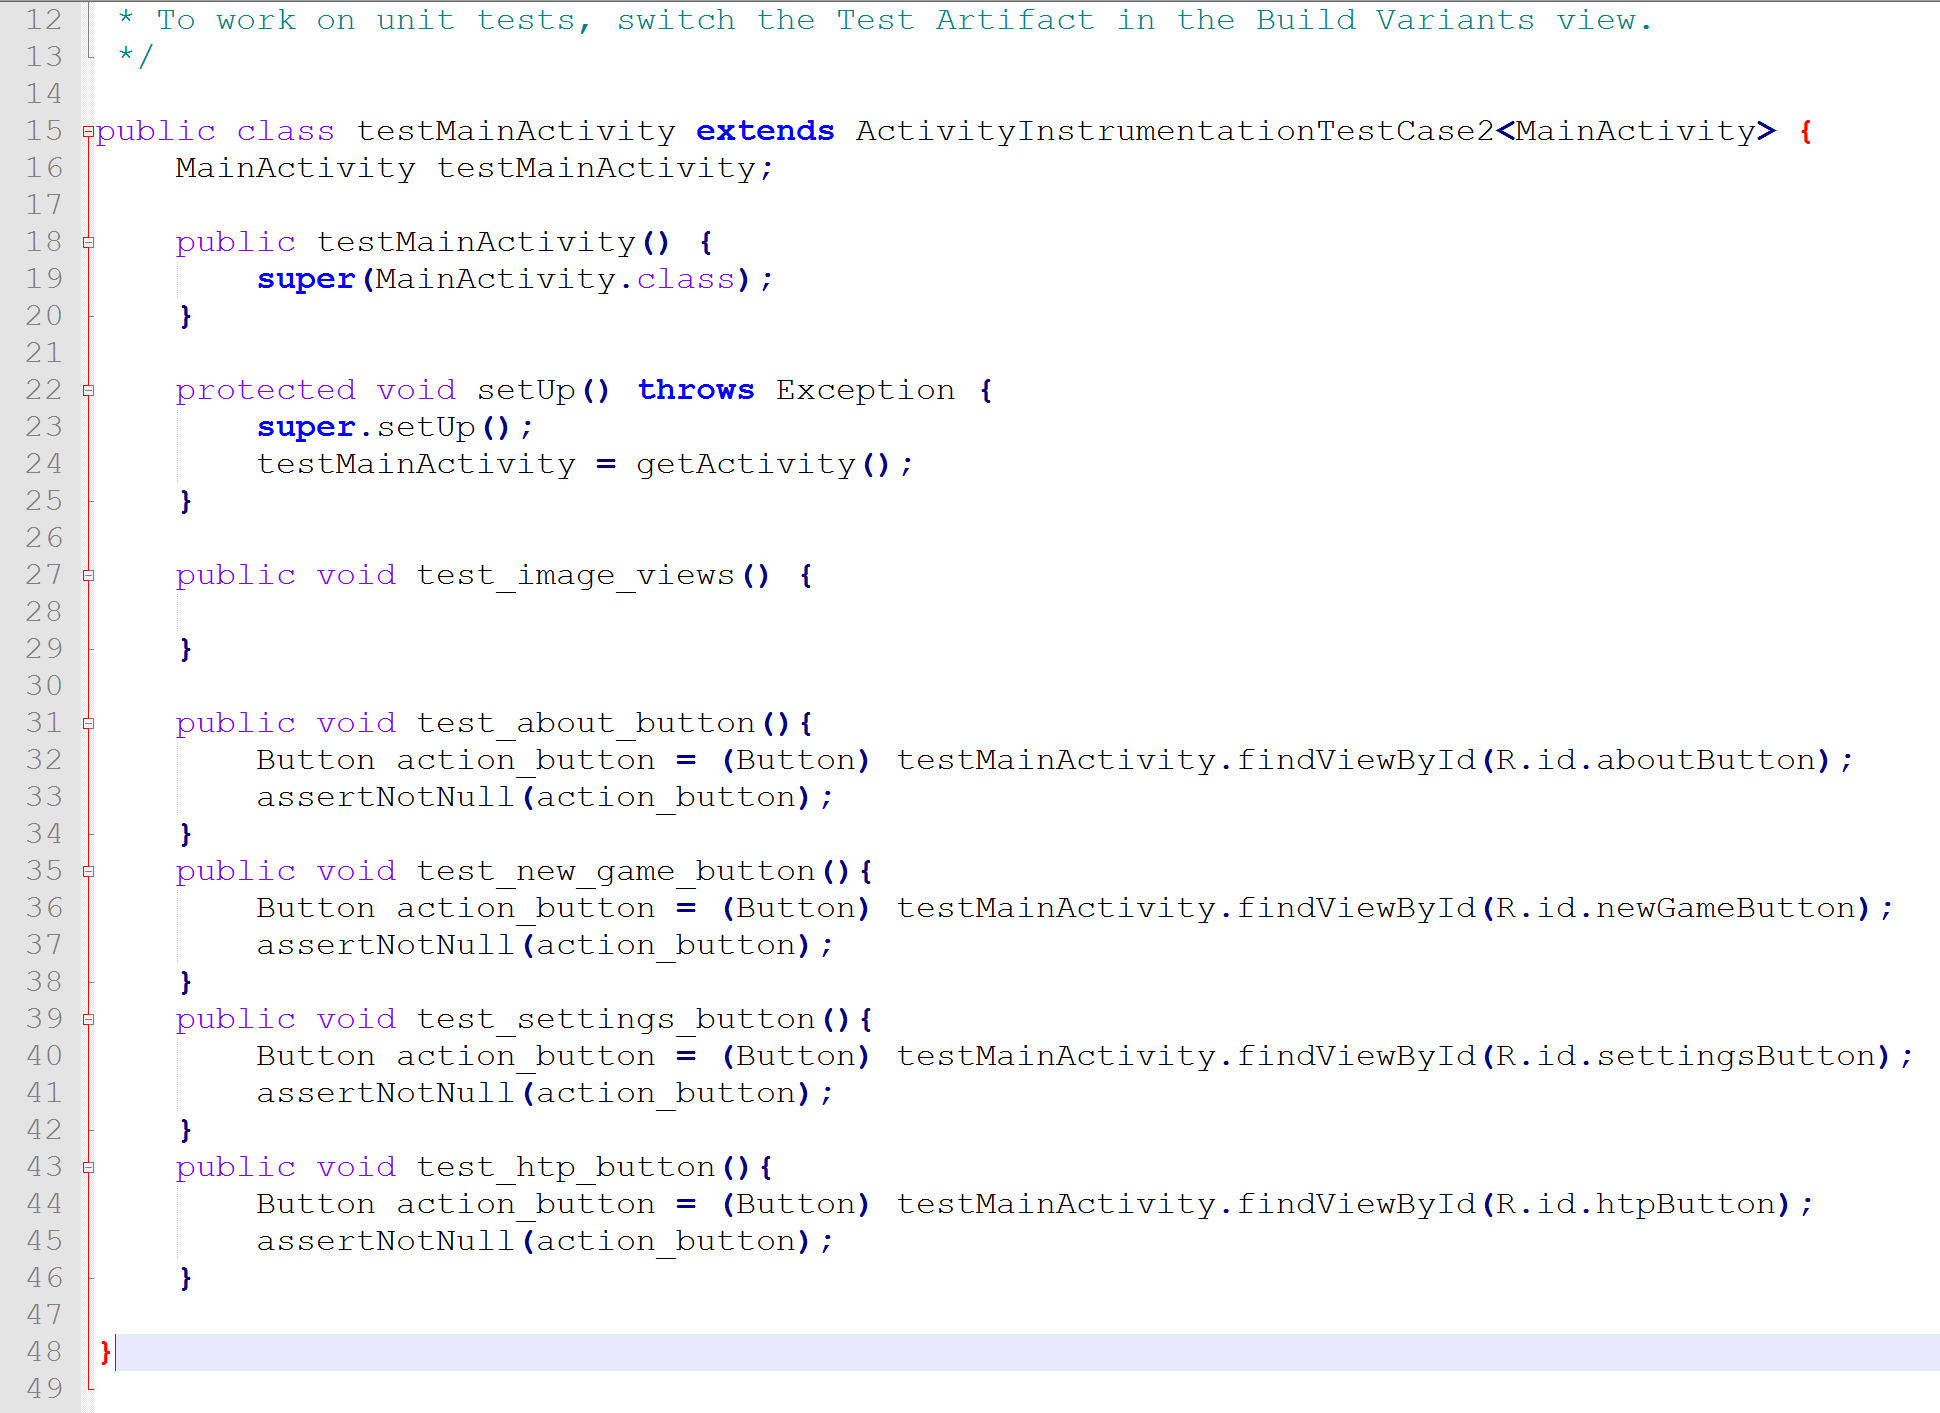 12 * To work on unit tests, switch the Test Artifact in the Build Variants view.
13 */
14
15 public class testMainActivity extends ActivityInstrumentationTestCase2<MainActivity> {
16 MainActivity testMainActivity;
17
18 public testMainActivity() {
19 super(MainActivity.class);
20 }
21
22 protected void setUp() throws Exception {
23 super.setUp();
24 testMainActivity = getActivity();
25 }
26
27 public void test_image_views() {
28
29 }
30
31 public void test_about_button(){
32 Button action_button = (Button) testMainActivity.findViewById(R.id.aboutButton);
33 assertNotNull(action_button);
34 }
35 public void test_new_game_button(){
36 Button action_button = (Button) testMainActivity.findViewById(R.id.newGameButton);
37 assertNotNull(action_button);
38 }
39 public void test_settings_button(){
40 Button action_button = (Button) testMainActivity.findViewById(R.id.settingsButton);
41 assertNotNull(action_button);
42 }
43 public void test_htp_button(){
44 Button action_button = (Button) testMainActivity.findViewById(R.id.htpButton);
45 assertNotNull(action_button);
46 }
47
48 }
49